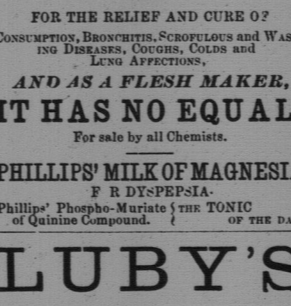 FOR THE RELIEF AND CURE O?
CONSUMPTION, BRONCHITIS, SCROFULOUS and WAS
ING DISEASES, COUGHS, COLDS and
LUNG AFFECTIONS,
AND AS A FLESH MAKER,
IT HAS NO EQUAL
For sale by all Chemists.
PHILLIPS' MILK OF MAGNESI
F R DYSPEPSIA-
Phillips' Phospho-Muriate { THE TONIC
of Quinine Compound. { OF THE DA
LUBY'S